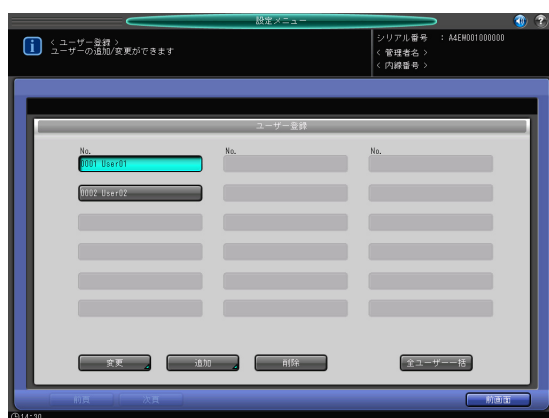 設定メニュー
< ユーザー登録 >
ユーザーの追加/変更ができます
シリアル番号 : A4EW001000000
< 管理者名 >
< 内線番号 >
ユーザー登録
No. No. No.
0001 User01
0002 User02
変更 追加 削除 全ユーザー一括
前頁 次頁 前画面
14:30